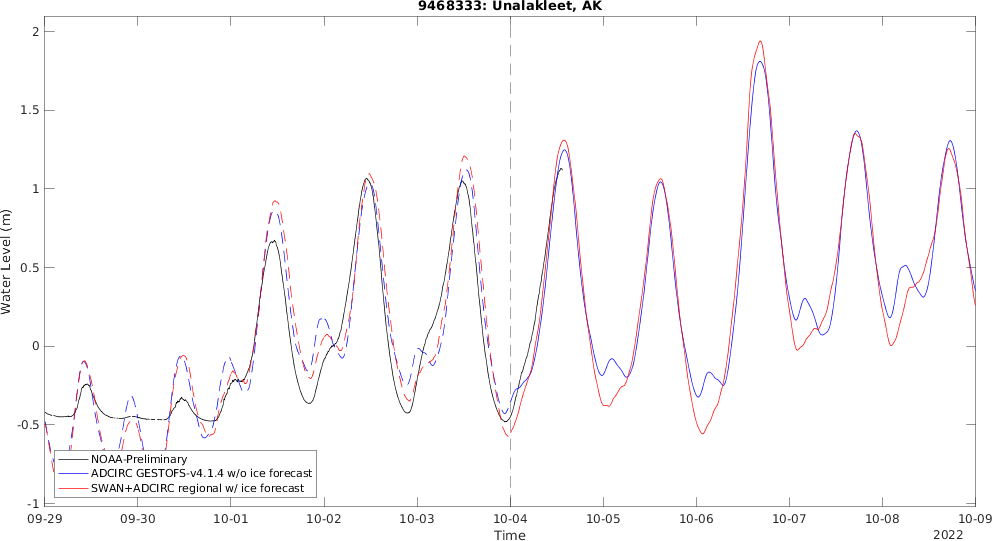 9468333: Unalakleet, AK
Water Level (m)
2
1.5
1
0.5
0
-0.5
-1
NOAA-Preliminary
ADCIRC GESTOFS-v4.1.4 w/o ice forecast
SWAN+ADCIRC regional w/ ice forecast
09-29 09-30 10-01 10-02 10-03 10-04 10-05 10-06 10-07 10-08 10-09
Time
2022